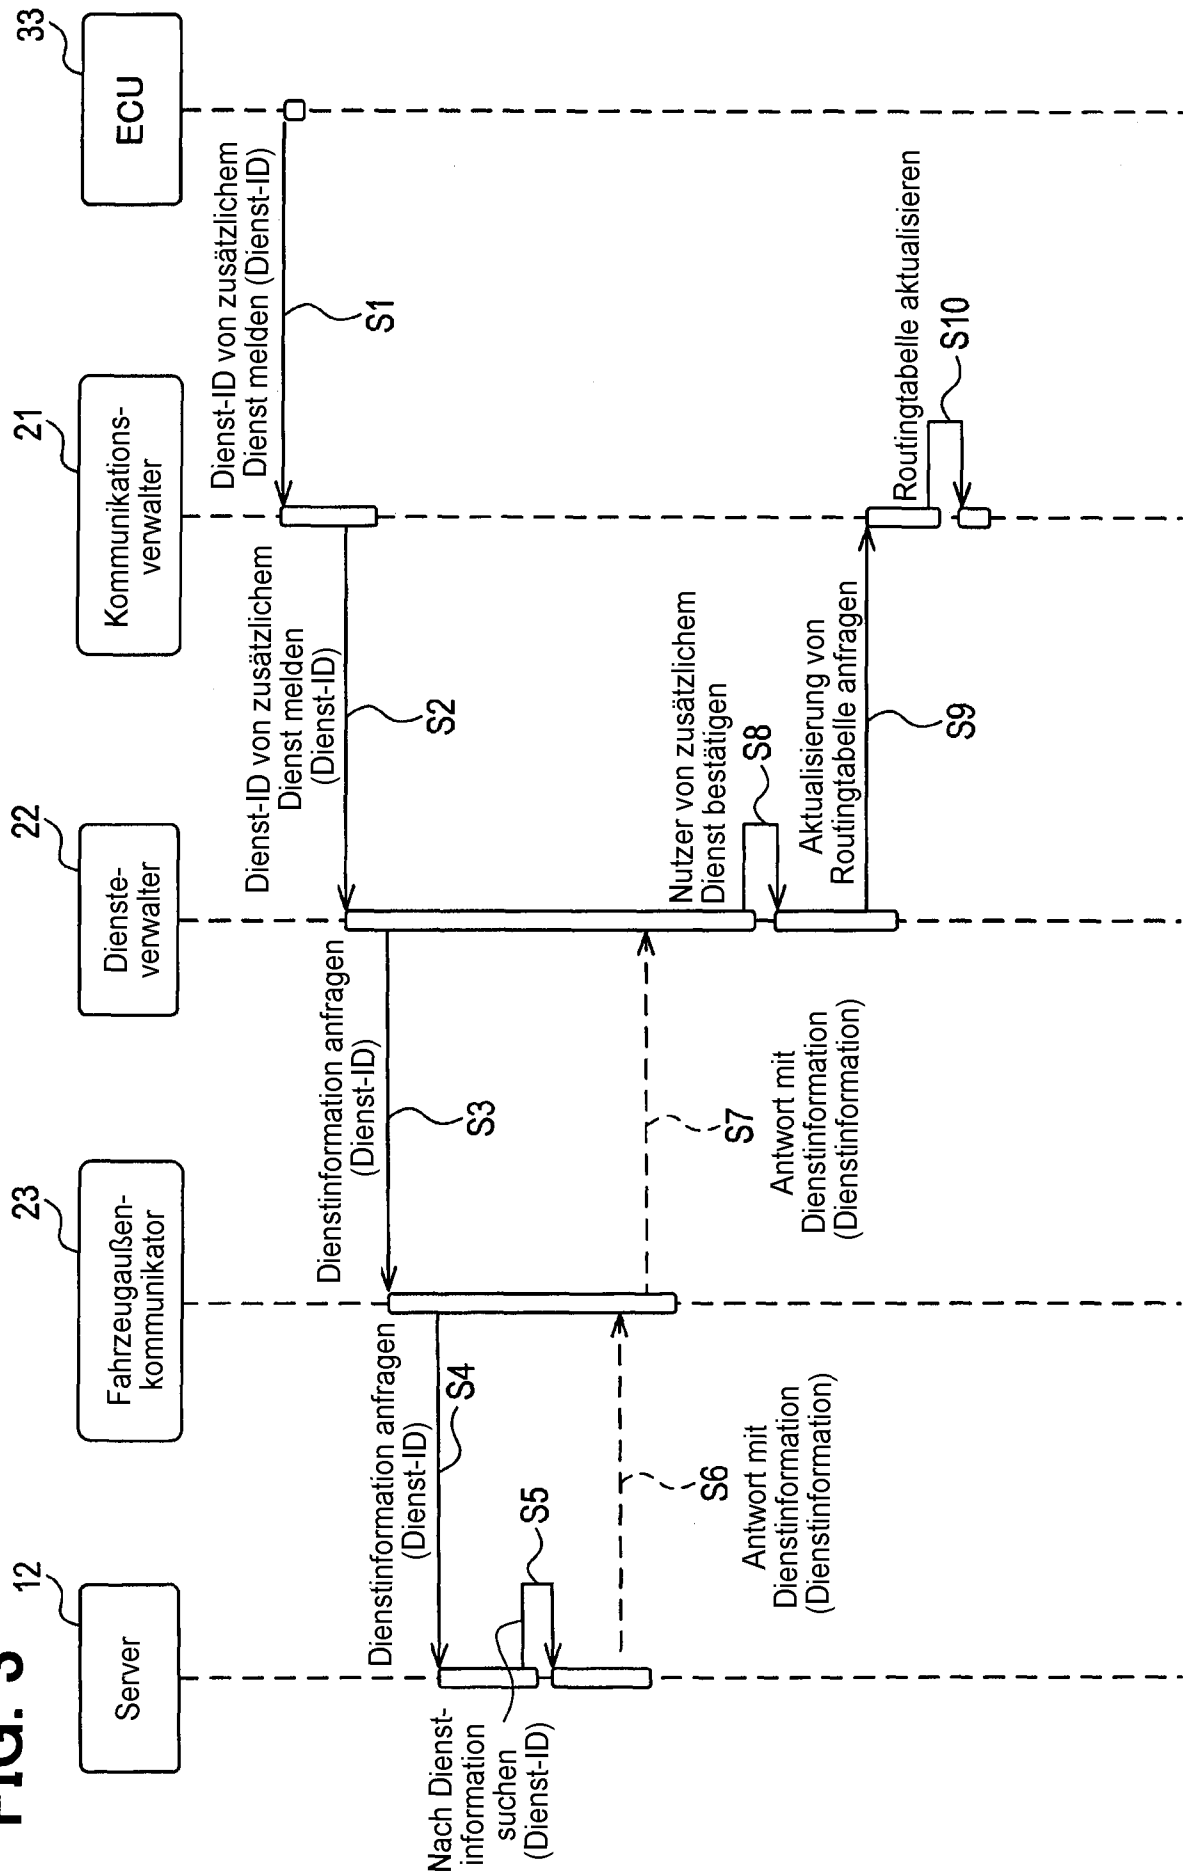 FIG. 3
12
Server
23
Fahrzeugaußen-
kommunikator
22
Dienste-
verwalter
21
Kommunikations-
verwalter
33
ECU
Dienst-ID von zusätzlichem
Dienst melden (Dienst-ID)
S1
Dienst-ID von zusätzlichem
Dienst melden
(Dienst-ID)
S2
Dienstinformation anfragen
(Dienst-ID)
S3
Dienstinformation anfragen
(Dienst-ID)
S4
Nach Dienst-
information
suchen
(Dienst-ID)
S5
S6
Antwort mit
Dienstinformation
(Dienstinformation)
S7
Antwort mit
Dienstinformation
(Dienstinformation)
Nutzer von zusätzlichem
Dienst bestätigen
S8
Aktualisierung von
Routingtabelle anfragen
S9
Routingtabelle aktualisieren
S10